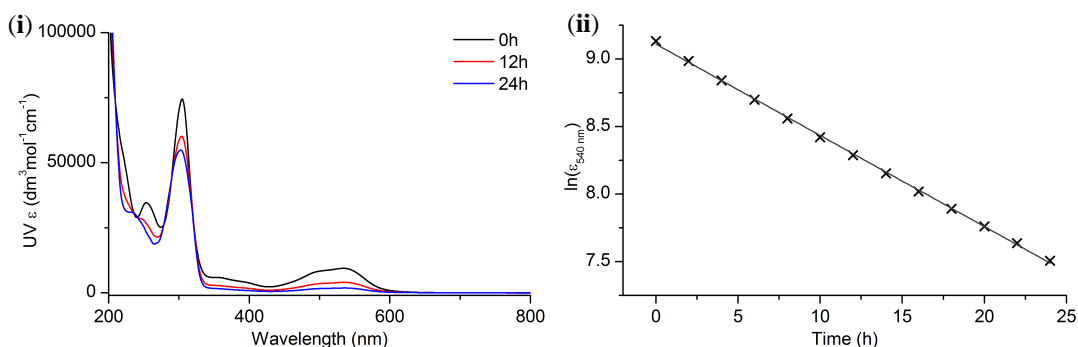 (i)
100000
50000
0
200
400
600
800
UV ε (dm³mol⁻¹cm⁻¹)
Wavelength (nm)
0h
12h
24h
(ii)
9.0
8.5
8.0
7.5
0
5
10
15
20
25
ln(ε₅₄₀ ₙₘ)
Time (h)